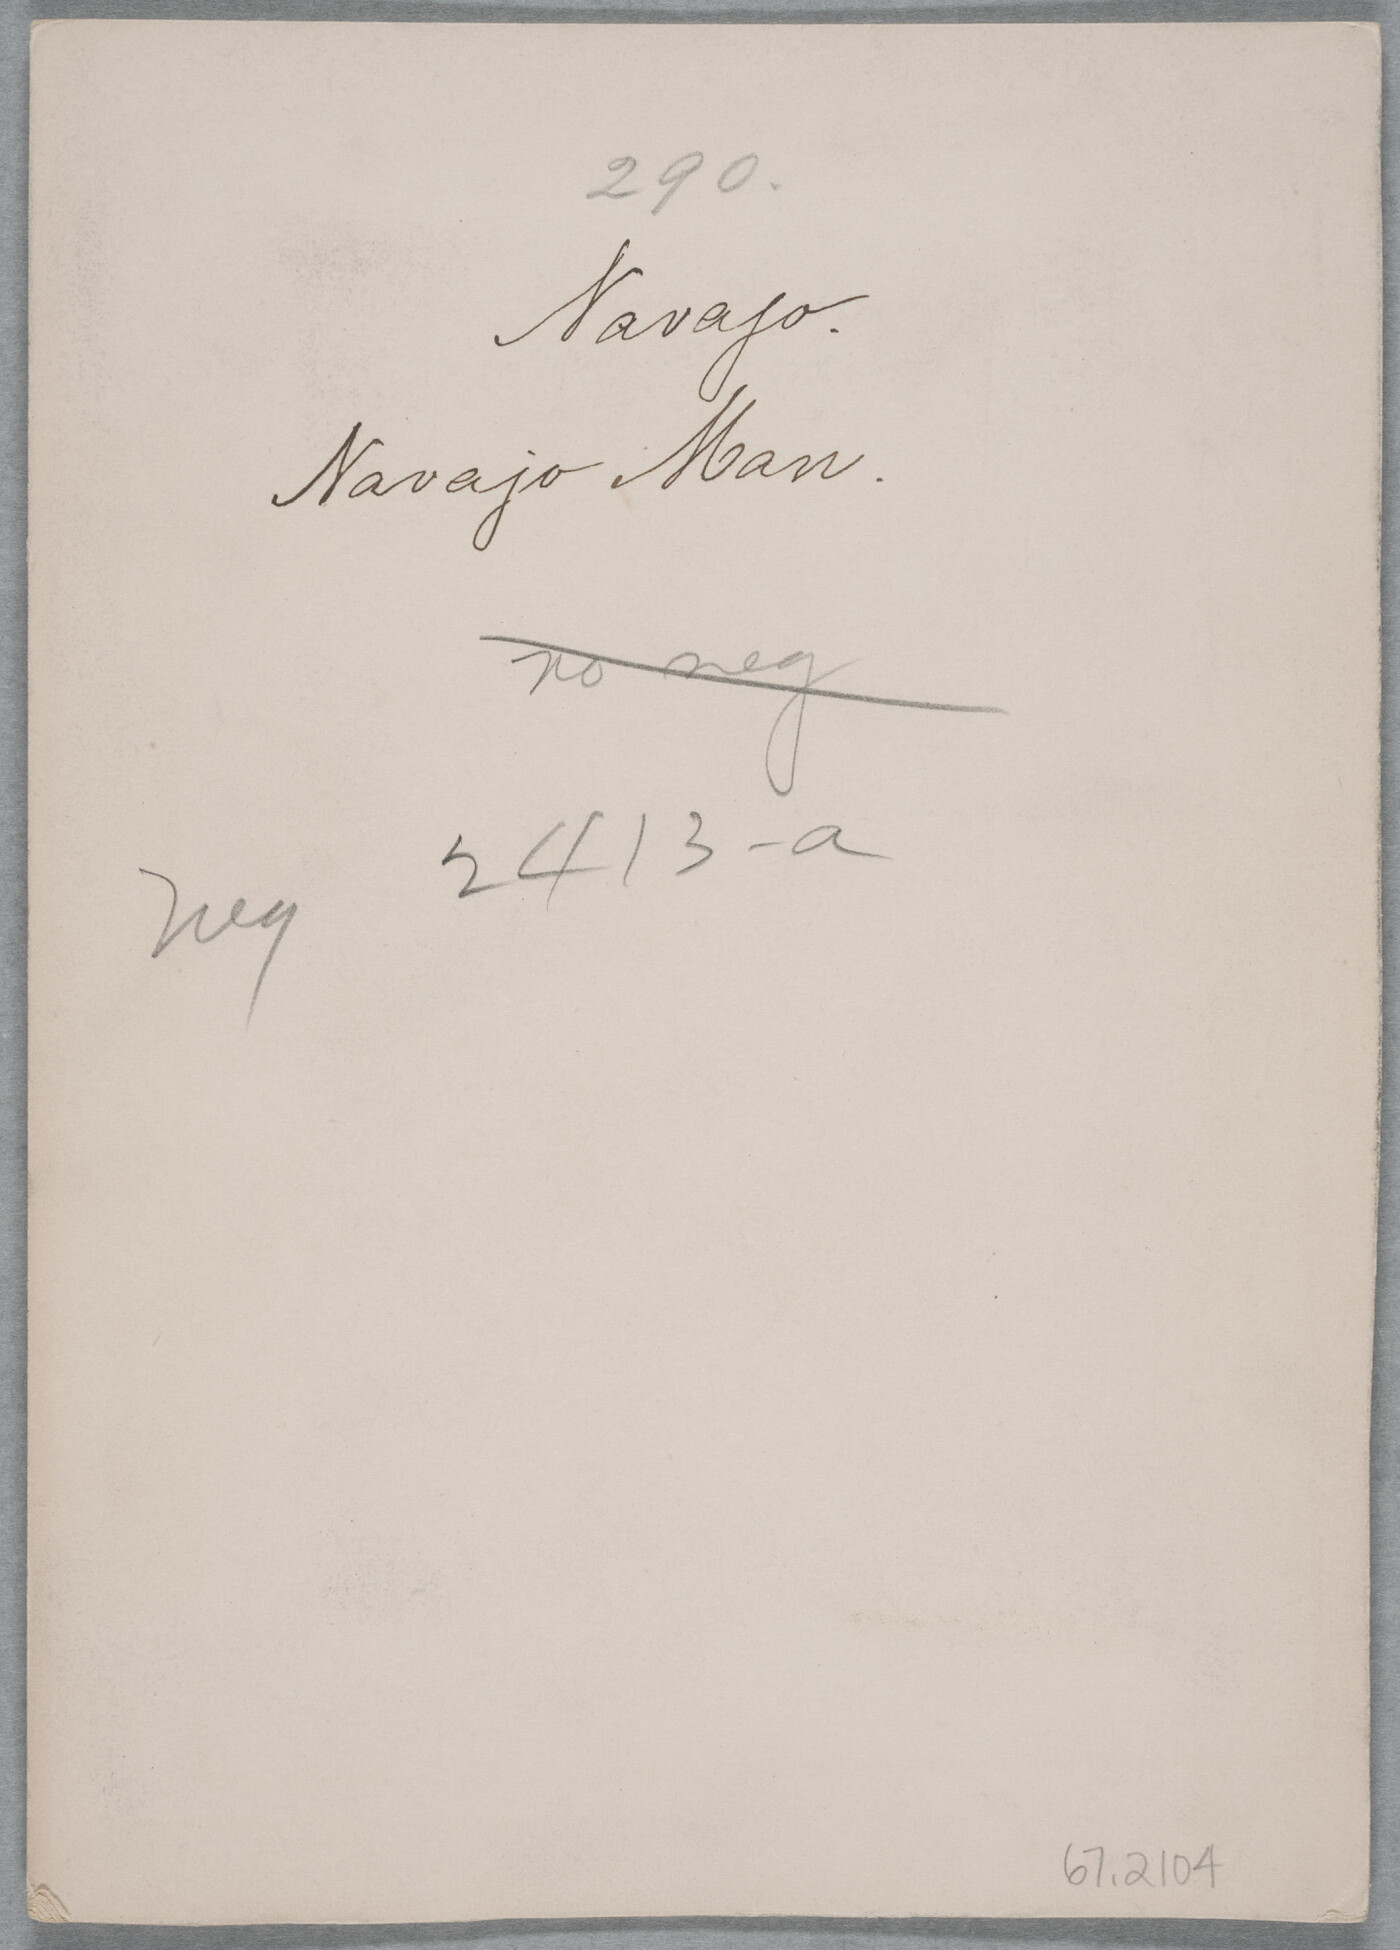 290.
Navajo.
Navajo Man.
no neg
Neg 2413-a
67.2104